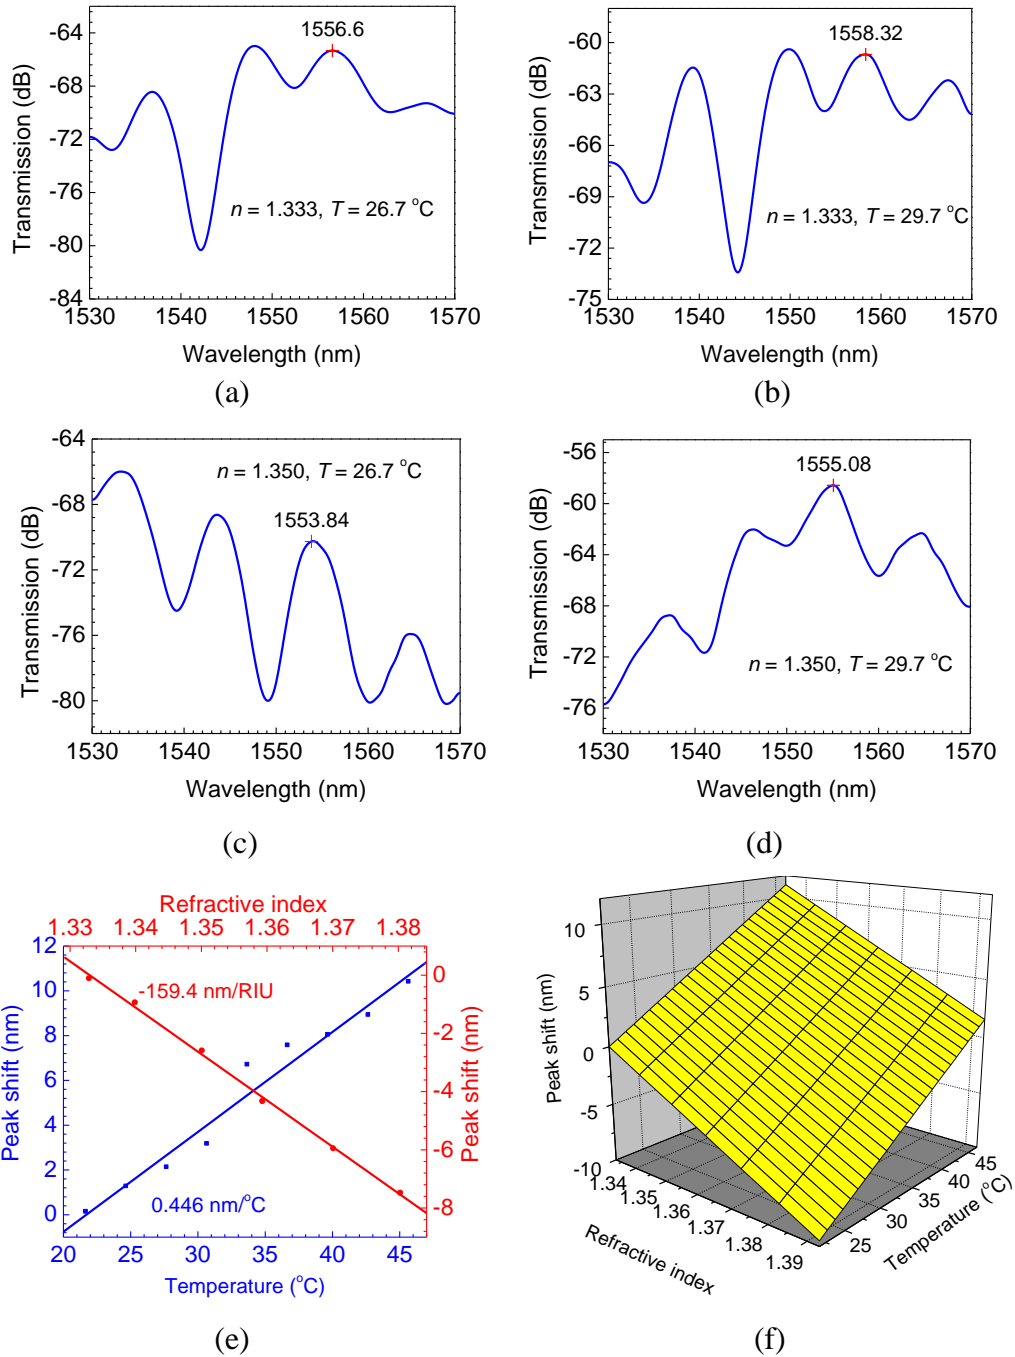 1556.6
Transmission (dB)
-64
-68
-72
-76
-80
-84
n = 1.333, T = 26.7 °C
1530 1540 1550 1560 1570
Wavelength (nm)
(a)
1558.32
Transmission (dB)
-60
-63
-66
-69
-72
-75
n = 1.333, T = 29.7 °C
1530 1540 1550 1560 1570
Wavelength (nm)
(b)
n = 1.350, T = 26.7 °C
1553.84
Transmission (dB)
-64
-68
-72
-76
-80
1530 1540 1550 1560 1570
Wavelength (nm)
(c)
1555.08
Transmission (dB)
-56
-60
-64
-68
-72
-76
n = 1.350, T = 29.7 °C
1530 1540 1550 1560 1570
Wavelength (nm)
(d)
Refractive index
1.33 1.34 1.35 1.36 1.37 1.38
Peak shift (nm)
12
10
8
6
4
2
0
-159.4 nm/RIU
0.446 nm/°C
0
-2
-4
-6
-8
Peak shift (nm)
20 25 30 35 40 45
Temperature (°C)
(e)
Peak shift (nm)
10
5
0
-5
-10
1.34 1.35 1.36 1.37 1.38 1.39
Refractive index
25 30 35 40 45
Temperature (°C)
(f)